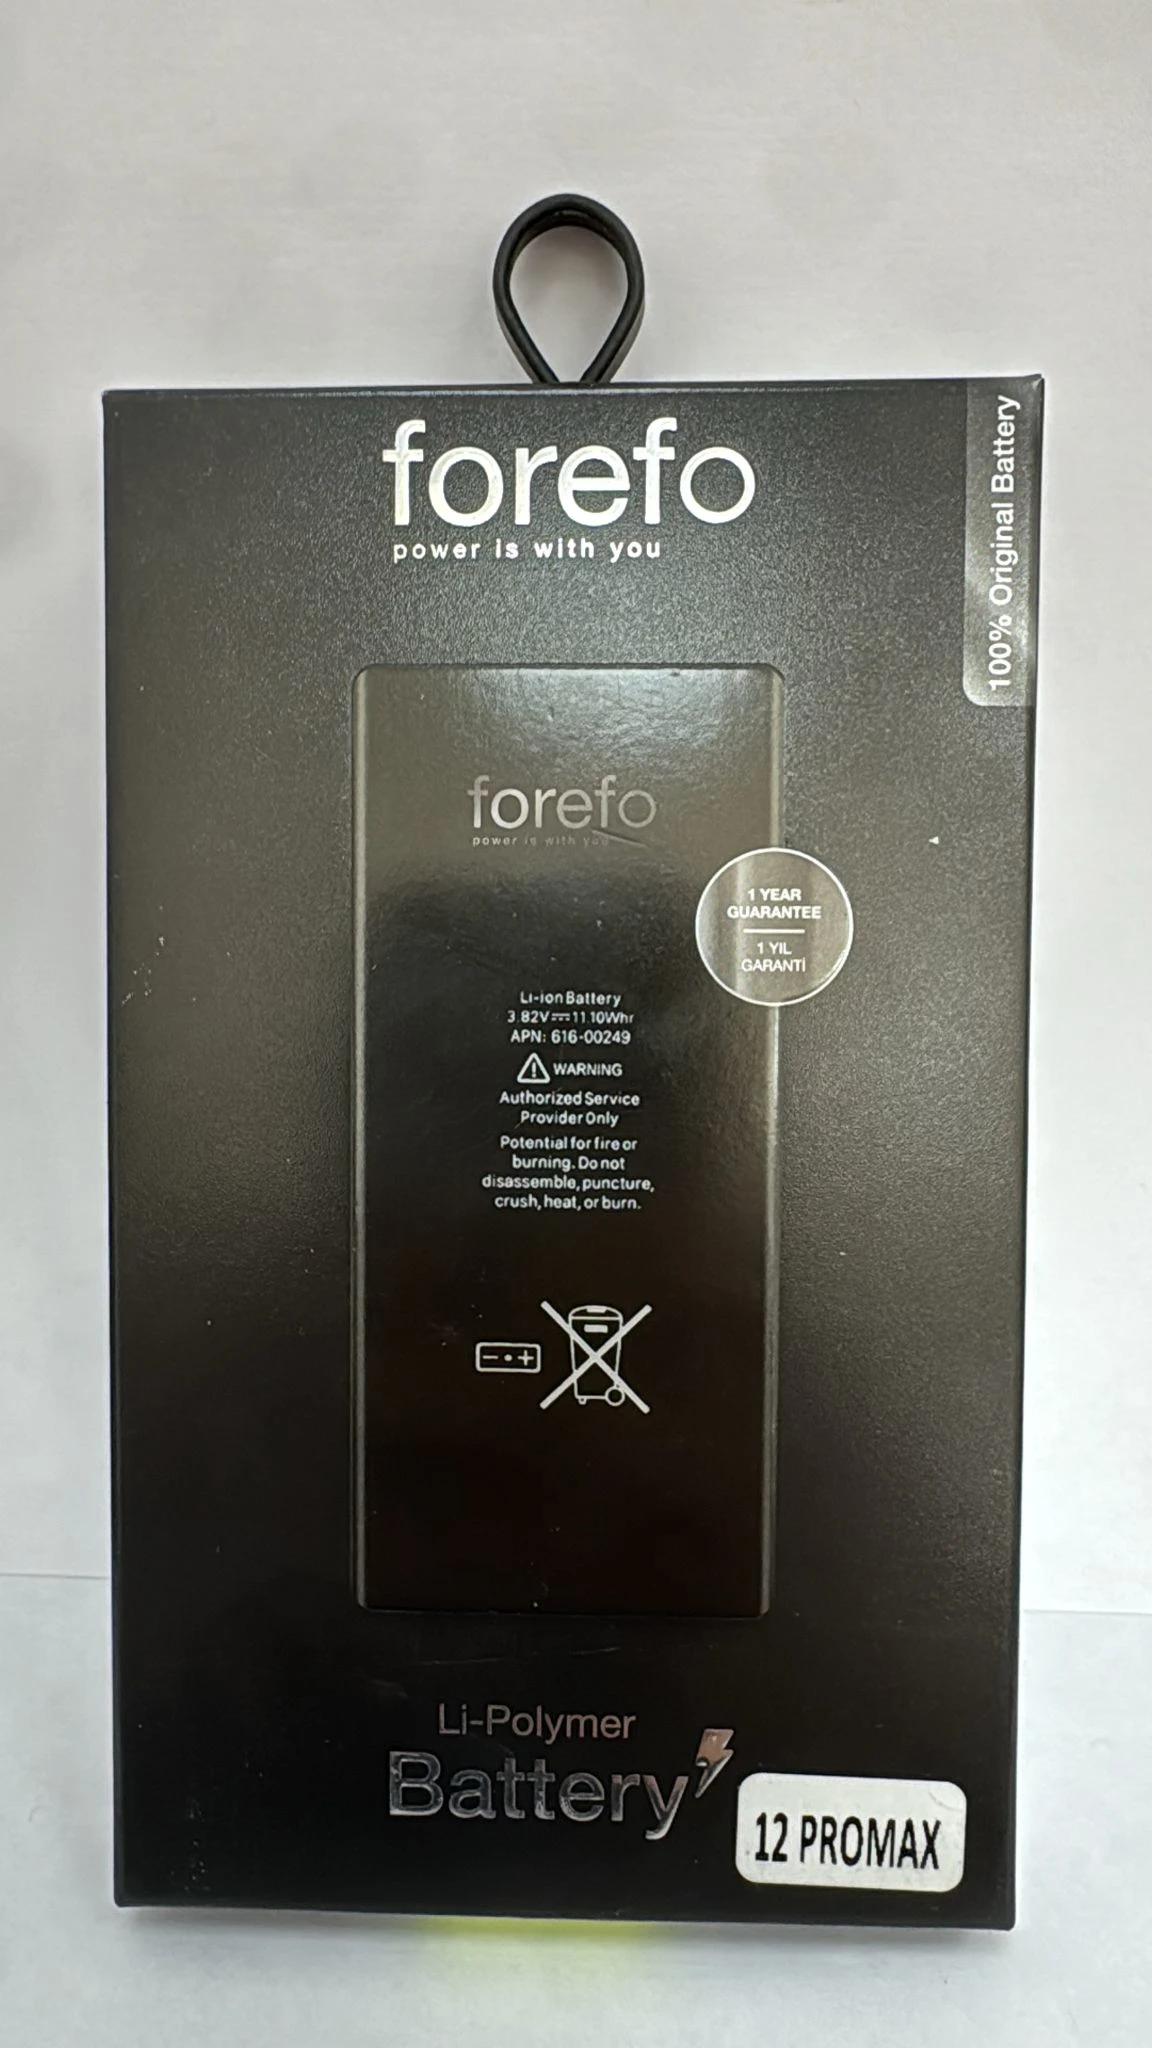 forefo
power is with you
100% Original Battery
forefo
power is with you
1 YEAR
GUARANTEE
1 YIL
GARANTİ
Li-ion Battery
3.82V⎓11.10Whr
APN: 616-00249
WARNING
Authorized Service
Provider Only
Potential for fire or
burning. Do not
disassemble, puncture,
crush, heat, or burn.
Li-Polymer
Battery
12 PROMAX